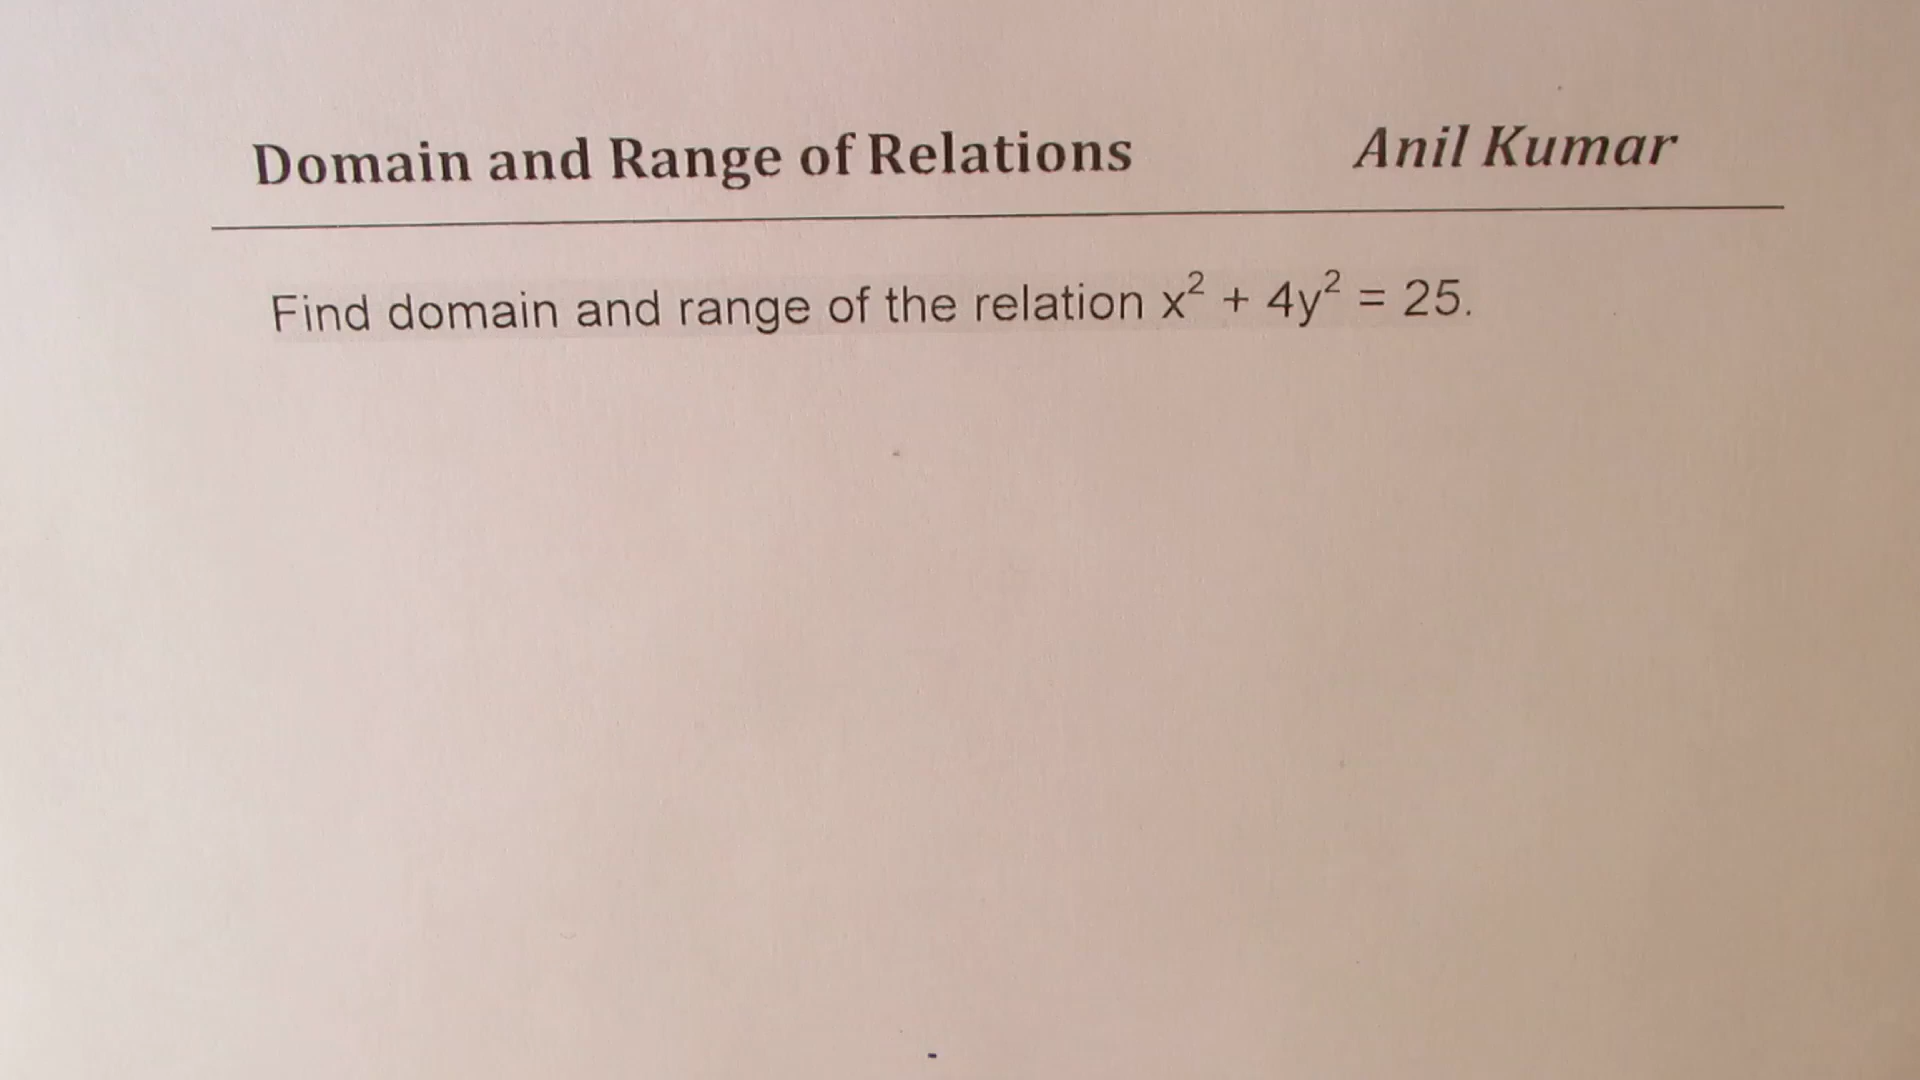 Domain and Range of Relations Anil Kumar
Find domain and range of the relation x² + 4y² = 25.